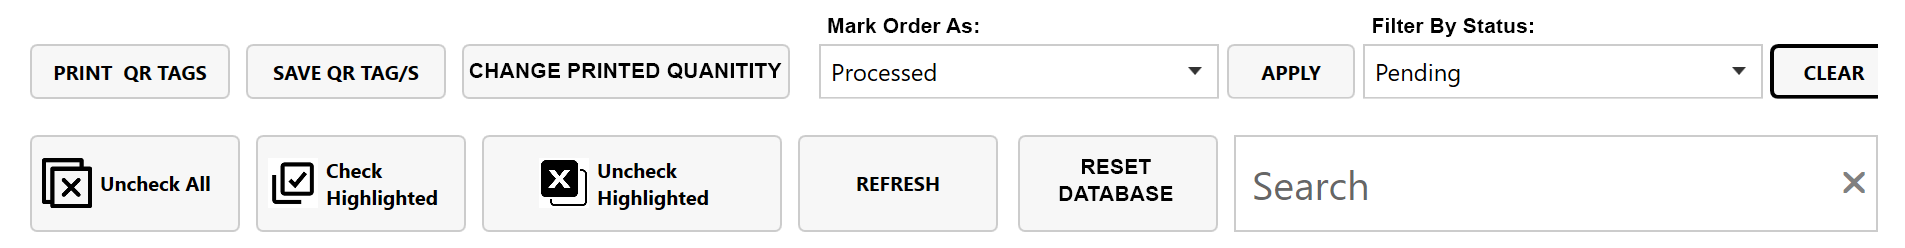 Mark Order As:
Filter By Status:
PRINT  QR TAGS
SAVE QR TAG/S
CHANGE PRINTED QUANITITY
Processed
APPLY
Pending
CLEAR
Uncheck All
Check
Highlighted
Uncheck
Highlighted
REFRESH
RESET
DATABASE
Search